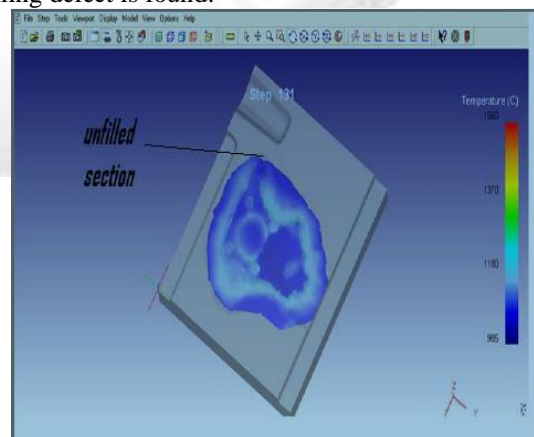 ing defect is found.
File Step Tools Viewport Display Model View Options Help
Step 131
Temperature (C)
1560
unfilled
section
1370
1180
985
Z
Y